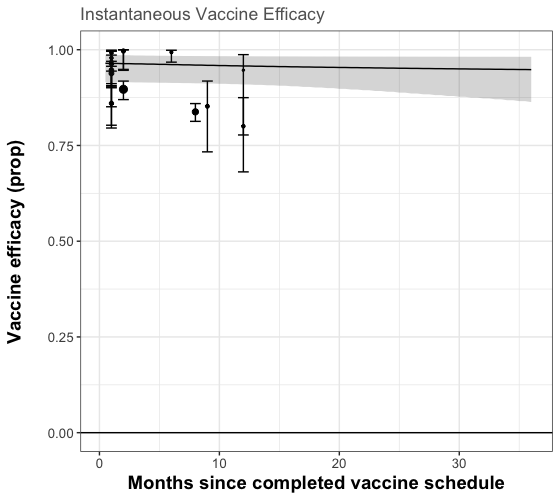 Instantaneous Vaccine Efficacy
1.00
0.75
0.50
0.25
0.00
Vaccine efficacy (prop)
0 10 20 30
Months since completed vaccine schedule